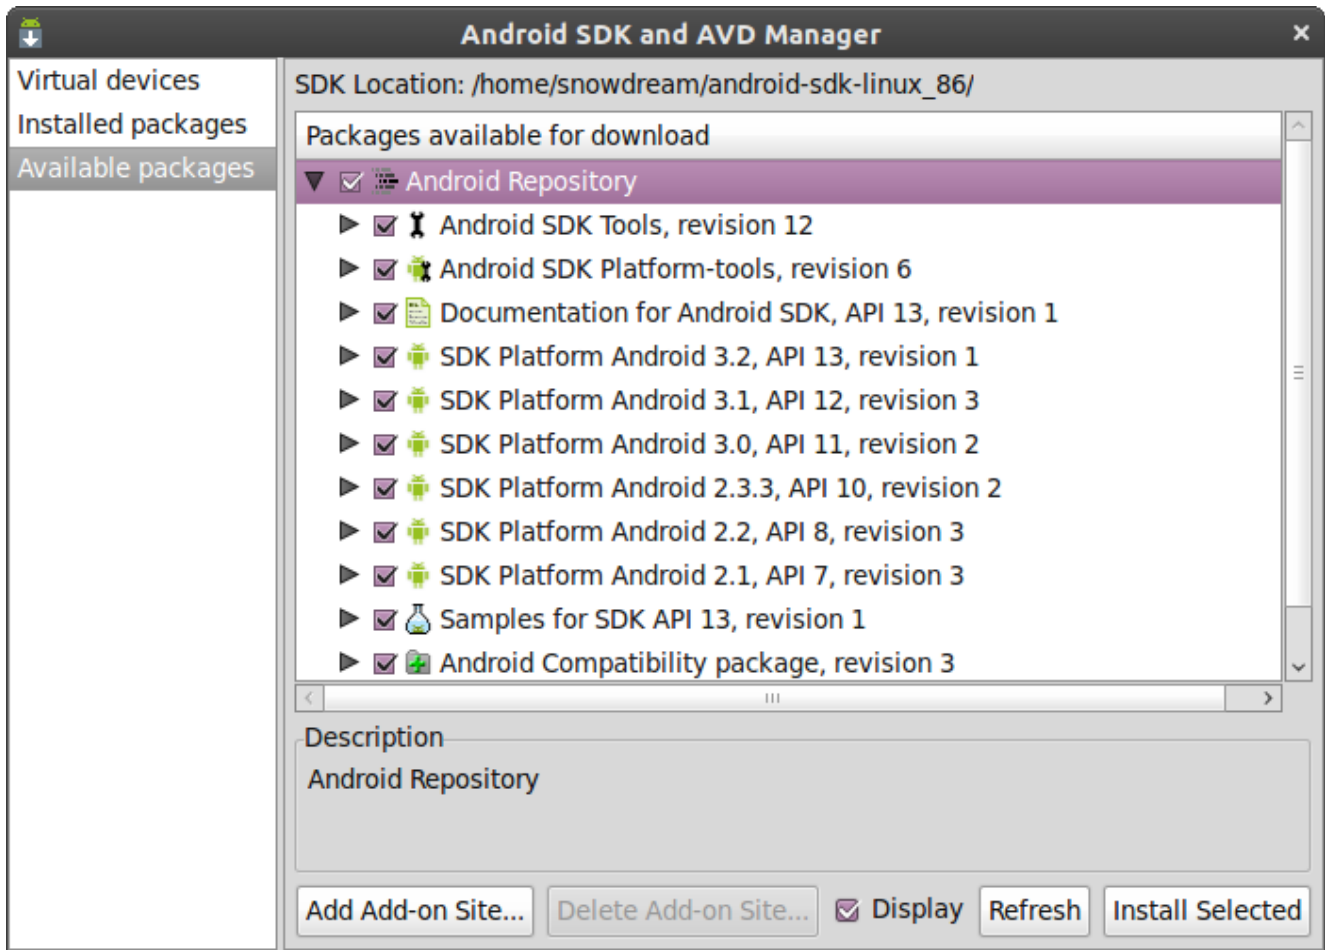 Android SDK and AVD Manager
Virtual devices
Installed packages
Available packages
SDK Location: /home/snowdream/android-sdk-linux_86/
Packages available for download
Android Repository
Android SDK Tools, revision 12
Android SDK Platform-tools, revision 6
Documentation for Android SDK, API 13, revision 1
SDK Platform Android 3.2, API 13, revision 1
SDK Platform Android 3.1, API 12, revision 3
SDK Platform Android 3.0, API 11, revision 2
SDK Platform Android 2.3.3, API 10, revision 2
SDK Platform Android 2.2, API 8, revision 3
SDK Platform Android 2.1, API 7, revision 3
Samples for SDK API 13, revision 1
Android Compatibility package, revision 3
Description
Android Repository
Add Add-on Site... Delete Add-on Site... Display Refresh Install Selected